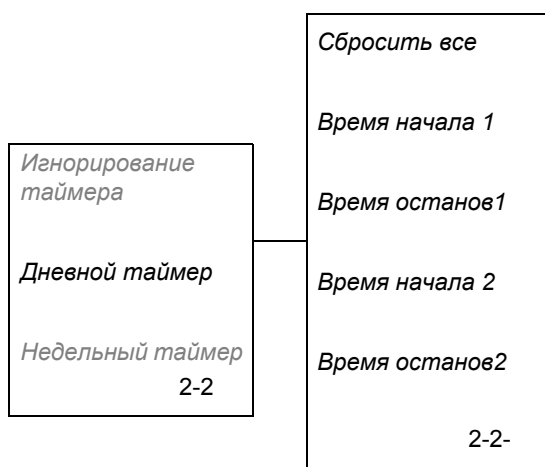 Игнорирование
таймера
Дневной таймер
Недельный таймер
2-2
Сбросить все
Время начала 1
Время останов1
Время начала 2
Время останов2
2-2-